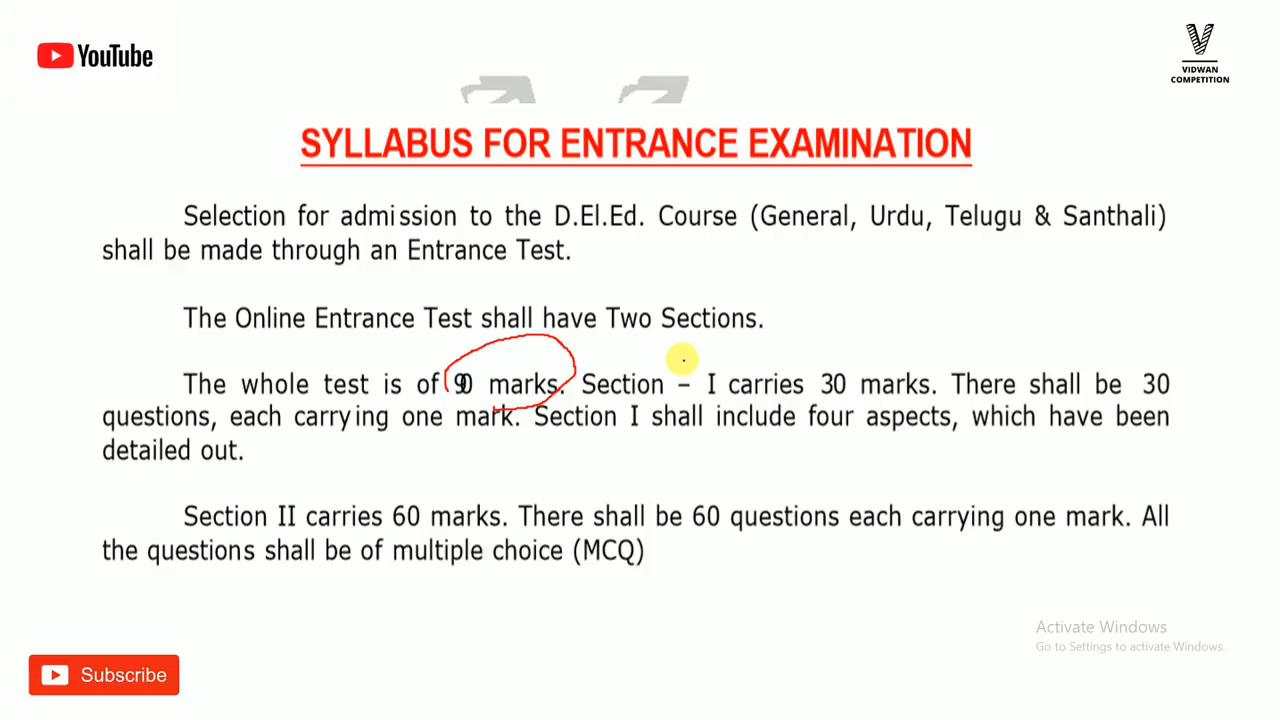 YouTube
V
VIDWAN
COMPETITION
SYLLABUS FOR ENTRANCE EXAMINATION
Selection for admission to the D.El.Ed. Course (General, Urdu, Telugu & Santhali)
shall be made through an Entrance Test.
The Online Entrance Test shall have Two Sections.
The whole test is of 90 marks. Section – I carries 30 marks. There shall be 30
questions, each carrying one mark. Section I shall include four aspects, which have been
detailed out.
Section II carries 60 marks. There shall be 60 questions each carrying one mark. All
the questions shall be of multiple choice (MCQ)
Activate Windows
Go to Settings to activate Windows.
Subscribe